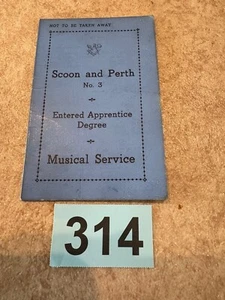 NOT TO BE TAKEN AWAY.
Scoon and Perth
No. 3
Entered Apprentice
Degree
Musical Service
314